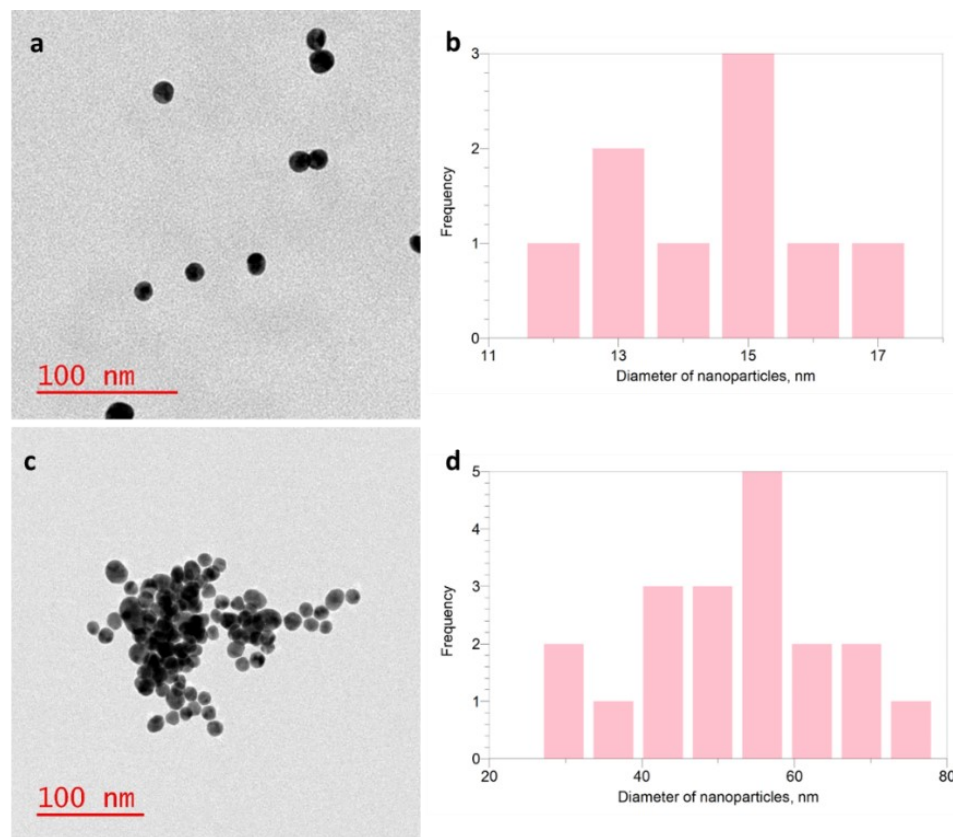 a
100 nm
b
Frequency
3
2
1
0
11
13
15
17
Diameter of nanoparticles, nm
c
100 nm
d
Frequency
5
4
3
2
1
0
20
40
60
80
Diameter of nanoparticles, nm